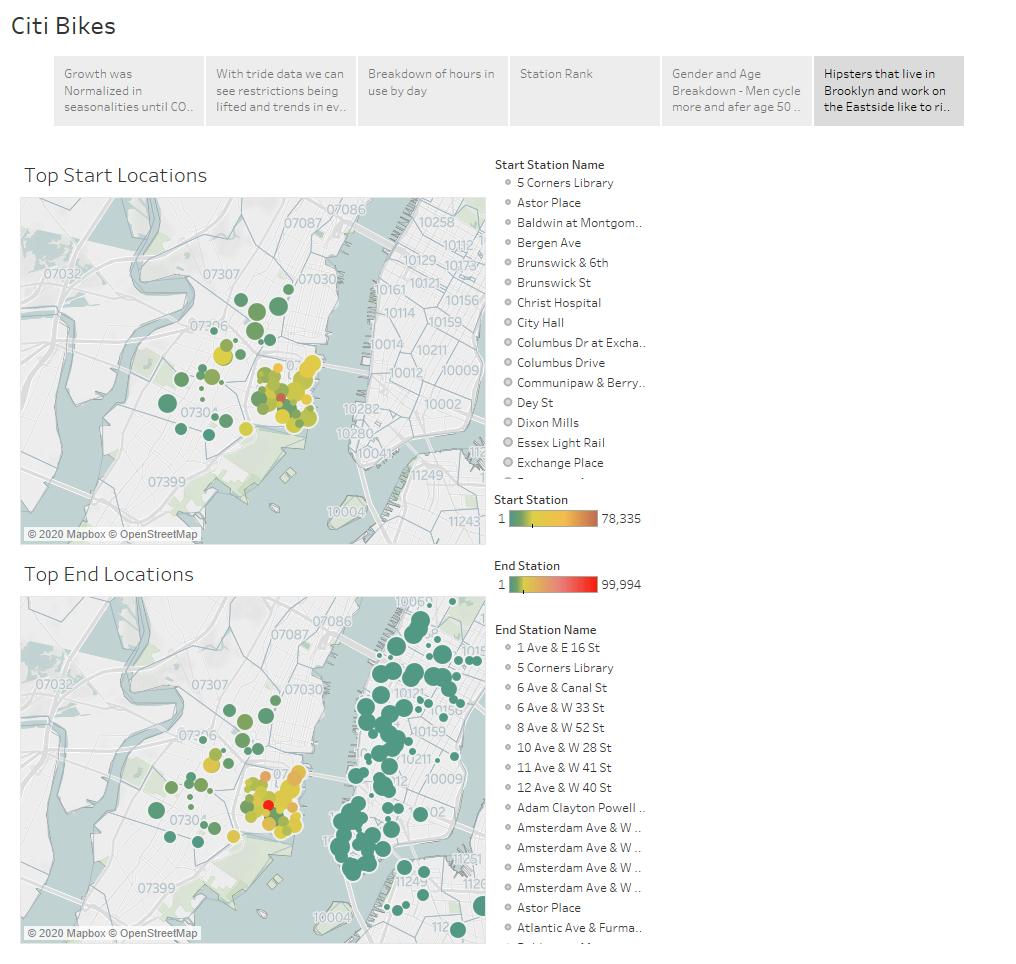 Citi Bikes
Growth was
Normalized in
seasonalities until CO..
With tride data we can
see restrictions being
lifted and trends in ev..
Breakdown of hours in
use by day
Station Rank
Gender and Age
Breakdown - Men cycle
more and afer age 50 ..
Hipsters that live in
Brooklyn and work on
the Eastside like to ri..
Top Start Locations
07086
07087
10258
10112
07032
07307
07030
10129
10173
10161
10121
10156
10114
07306
10159
10014
10211
10012
10009
07304
10282
10002
10280
10041
11249
07399
10004
11243
© 2020 Mapbox © OpenStreetMap
Start Station Name
5 Corners Library
Astor Place
Baldwin at Montgom..
Bergen Ave
Brunswick & 6th
Brunswick St
Christ Hospital
City Hall
Columbus Dr at Excha..
Columbus Drive
Communipaw & Berry..
Dey St
Dixon Mills
Essex Light Rail
Exchange Place
Start Station
1
78,335
Top End Locations
07086
07087
07032
07307
07030
10121
07306
10159
10211
10009
07304
11251
11249
07399
10004
© 2020 Mapbox © OpenStreetMap
End Station
1
99,994
End Station Name
1 Ave & E 16 St
5 Corners Library
6 Ave & Canal St
6 Ave & W 33 St
8 Ave & W 52 St
10 Ave & W 28 St
11 Ave & W 41 St
12 Ave & W 40 St
Adam Clayton Powell ..
Amsterdam Ave & W ..
Amsterdam Ave & W ..
Amsterdam Ave & W ..
Amsterdam Ave & W ..
Astor Place
Atlantic Ave & Furma..